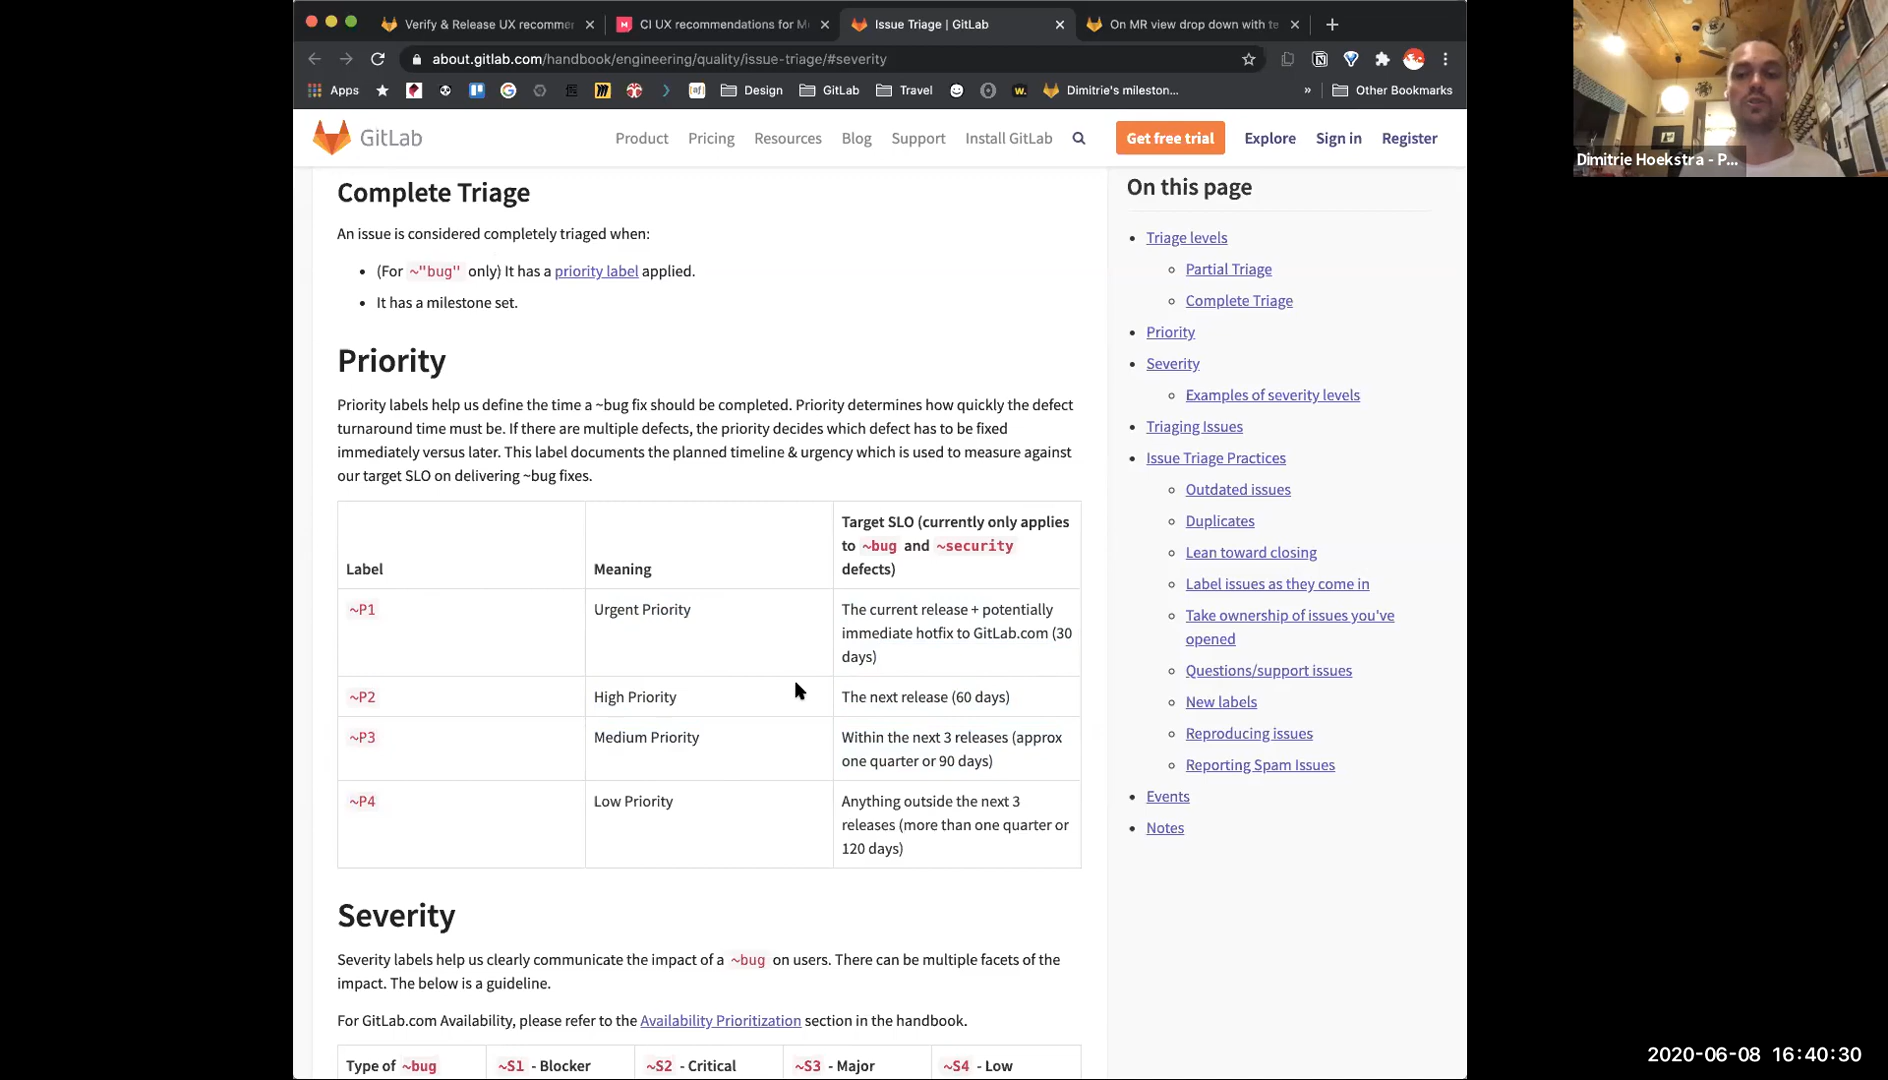 Verify & Release UX recommer
CI UX recommendations for M
Issue Triage | GitLab
On MR view drop down with te
about.gitlab.com/handbook/engineering/quality/issue-triage/#severity
Apps
Design
GitLab
Travel
Dimitrie's mileston...
»
Other Bookmarks
GitLab
Product
Pricing
Resources
Blog
Support
Install GitLab
Get free trial
Explore
Sign in
Register
Complete Triage
An issue is considered completely triaged when:
(For ~"bug" only) It has a priority label applied.
It has a milestone set.
Priority
Priority labels help us define the time a ~bug fix should be completed. Priority determines how quickly the defect
turnaround time must be. If there are multiple defects, the priority decides which defect has to be fixed
immediately versus later. This label documents the planned timeline & urgency which is used to measure against
our target SLO on delivering ~bug fixes.
Label
Meaning
Target SLO (currently only applies
to ~bug and ~security
defects)
~P1
Urgent Priority
The current release + potentially
immediate hotfix to GitLab.com (30
days)
~P2
High Priority
The next release (60 days)
~P3
Medium Priority
Within the next 3 releases (approx
one quarter or 90 days)
~P4
Low Priority
Anything outside the next 3
releases (more than one quarter or
120 days)
Severity
Severity labels help us clearly communicate the impact of a ~bug on users. There can be multiple facets of the
impact. The below is a guideline.
For GitLab.com Availability, please refer to the Availability Prioritization section in the handbook.
Type of ~bug
~S1 - Blocker
~S2 - Critical
~S3 - Major
~S4 - Low
On this page
Triage levels
Partial Triage
Complete Triage
Priority
Severity
Examples of severity levels
Triaging Issues
Issue Triage Practices
Outdated issues
Duplicates
Lean toward closing
Label issues as they come in
Take ownership of issues you've
opened
Questions/support issues
New labels
Reproducing issues
Reporting Spam Issues
Events
Notes
Dimitrie Hoekstra - P...
2020-06-08 16:40:30